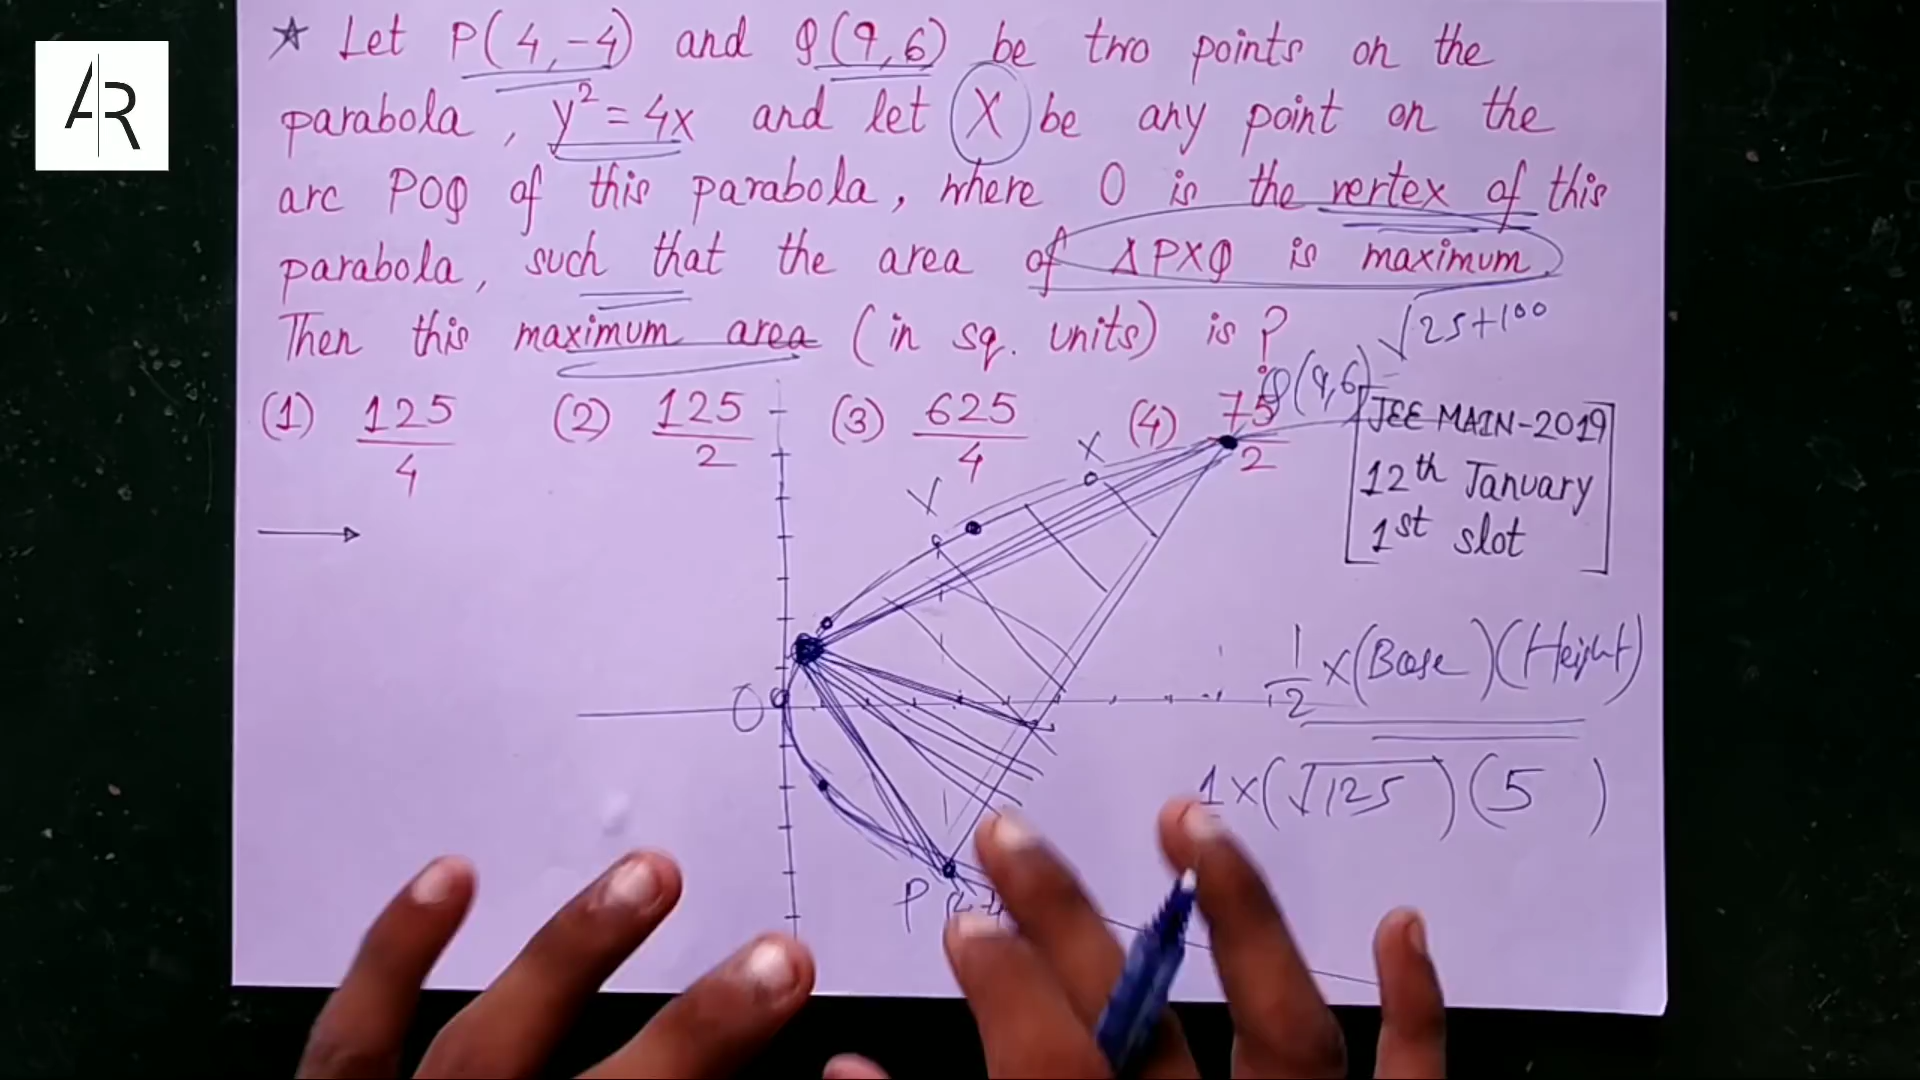 AR
☆ Let P(4,-4) and Q(9,6) be two points on the
parabola, y² = 4x and let X be any point on the
arc POQ of this parabola, where O is the vertex of this
parabola, such that the area of ΔPXQ is maximum.
Then this maximum area (in sq. units) is ?
√25+100
(1) 125/4 (2) 125/2 (3) 625/4 (4) 75/2
Q(9,6)
[JEE MAIN-2019
12th January
1st slot]
X
O
P
1/2 × (Base)(Height)
1 × (√125)(5 )